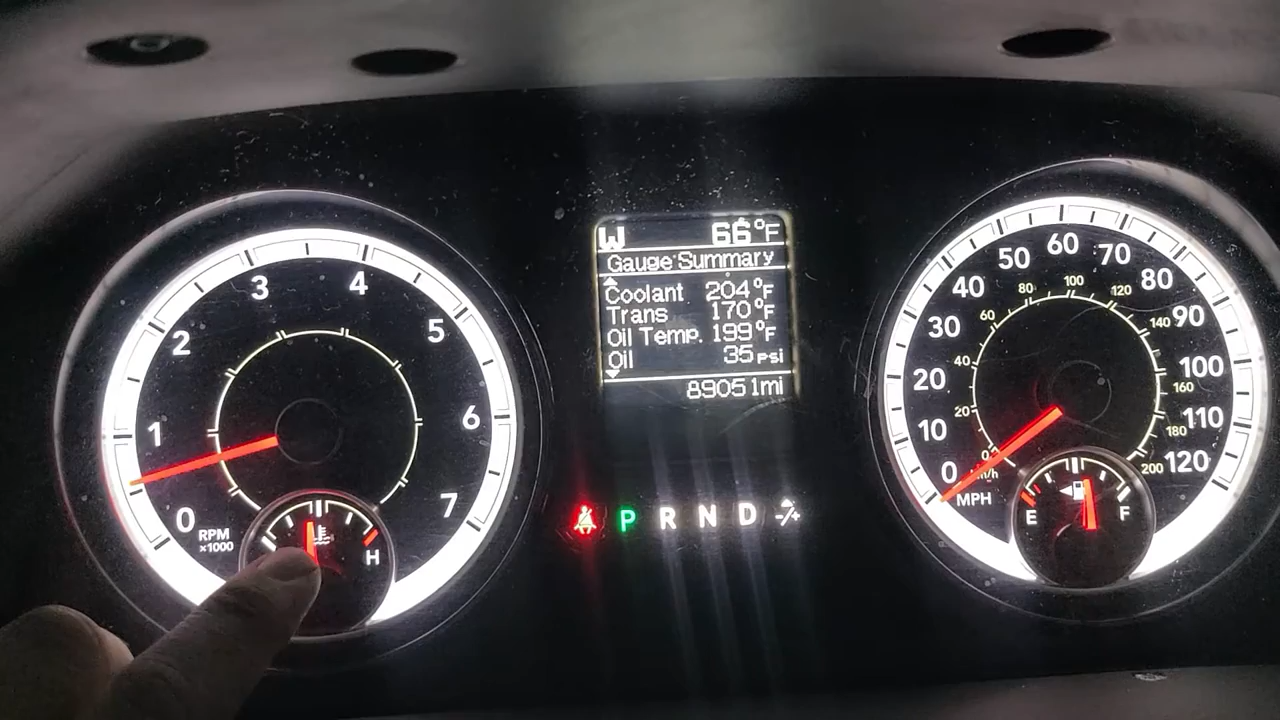 W 66°F
Gauge Summary
Coolant 204°F
Trans 170°F
Oil Temp. 199°F
Oil 35 psi
89051mi
0
1
2
3
4
5
6
7
RPM
x1000
H
P R N D -/+
0
10
20
30
40
50
60
70
80
90
100
110
120
MPH
0
20
40
60
80
100
120
140
160
180
200
km/h
E F